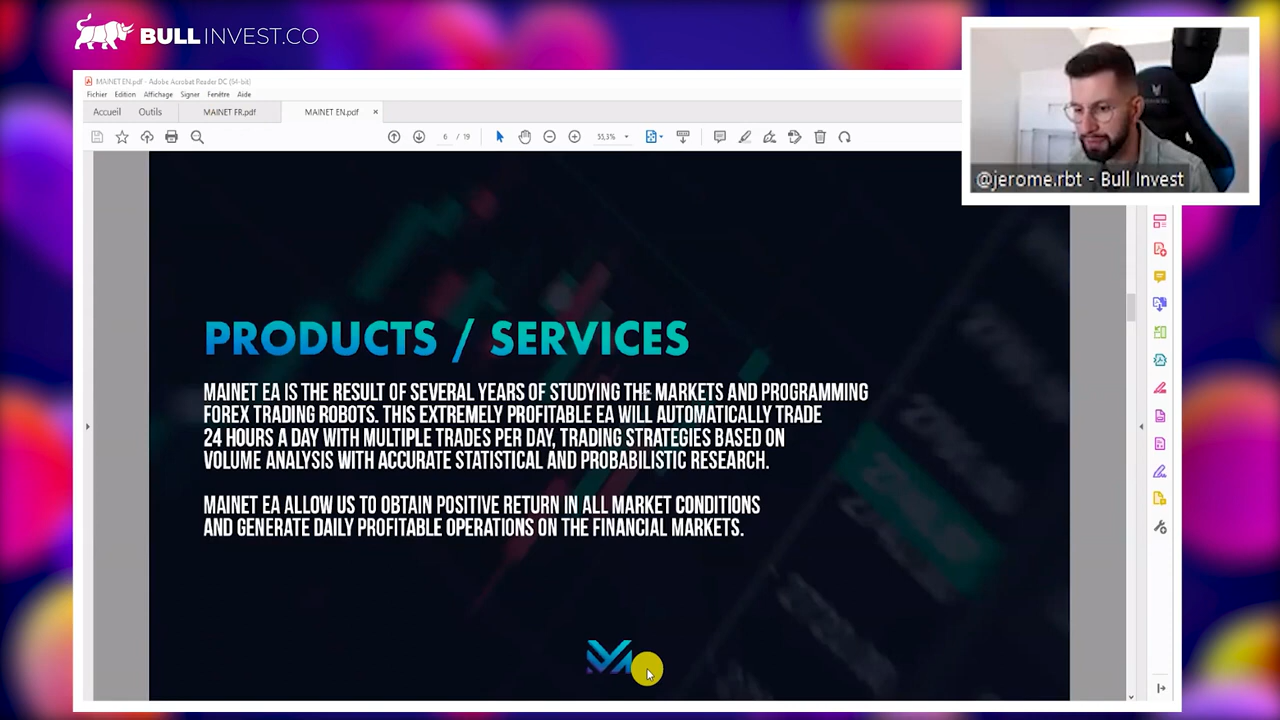 BULLINVEST.CO
MAINET EN.pdf - Adobe Acrobat Reader DC (64-bit)
Fichier Edition Affichage Signer Fenêtre Aide
Accueil Outils MAINET FR.pdf MAINET EN.pdf ×
6 / 19 55,3%
@jerome.rbt - Bull Invest
PRODUCTS / SERVICES
MAINET EA IS THE RESULT OF SEVERAL YEARS OF STUDYING THE MARKETS AND PROGRAMMING
FOREX TRADING ROBOTS. THIS EXTREMELY PROFITABLE EA WILL AUTOMATICALLY TRADE
24 HOURS A DAY WITH MULTIPLE TRADES PER DAY, TRADING STRATEGIES BASED ON
VOLUME ANALYSIS WITH ACCURATE STATISTICAL AND PROBABILISTIC RESEARCH.
MAINET EA ALLOW US TO OBTAIN POSITIVE RETURN IN ALL MARKET CONDITIONS
AND GENERATE DAILY PROFITABLE OPERATIONS ON THE FINANCIAL MARKETS.